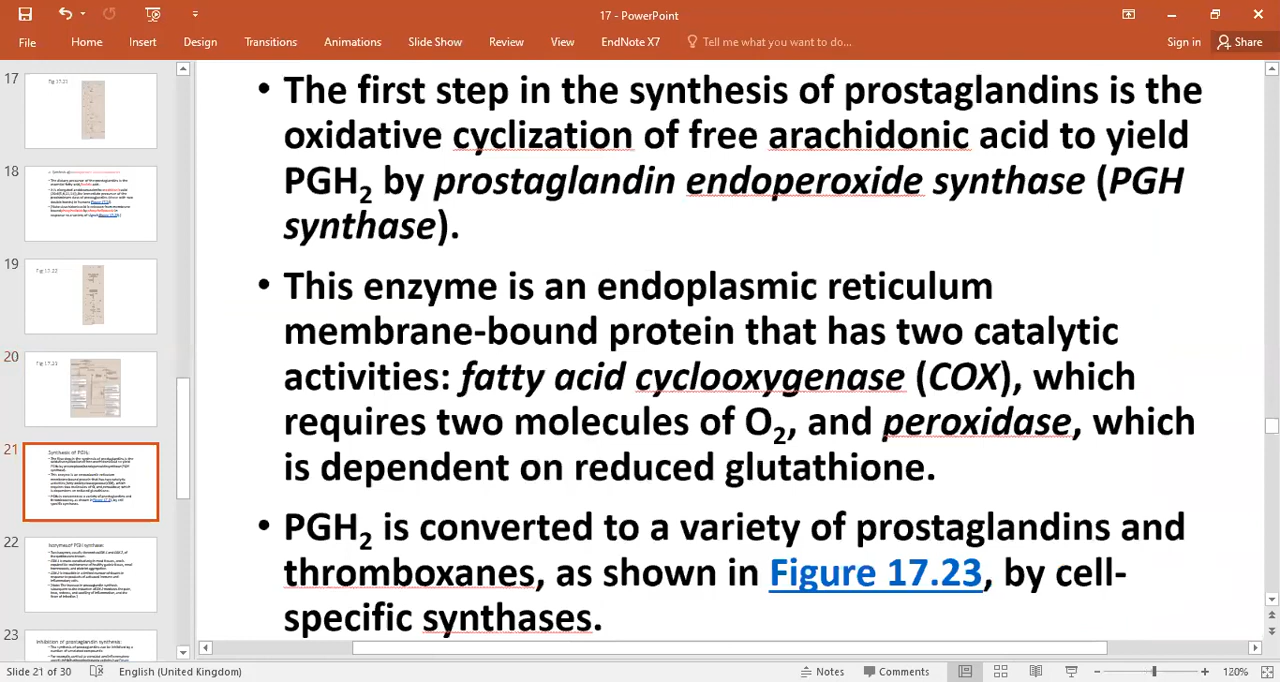 17 - PowerPoint
File Home Insert Design Transitions Animations Slide Show Review View EndNote X7 Tell me what you want to do... Sign in Share
17
18
19
20
21
22
23
• The first step in the synthesis of prostaglandins is the
oxidative cyclization of free arachidonic acid to yield
PGH₂ by prostaglandin endoperoxide synthase (PGH
synthase).
• This enzyme is an endoplasmic reticulum
membrane-bound protein that has two catalytic
activities: fatty acid cyclooxygenase (COX), which
requires two molecules of O₂, and peroxidase, which
is dependent on reduced glutathione.
• PGH₂ is converted to a variety of prostaglandins and
thromboxanes, as shown in Figure 17.23, by cell-
specific synthases.
Slide 21 of 30 English (United Kingdom) Notes Comments 120%